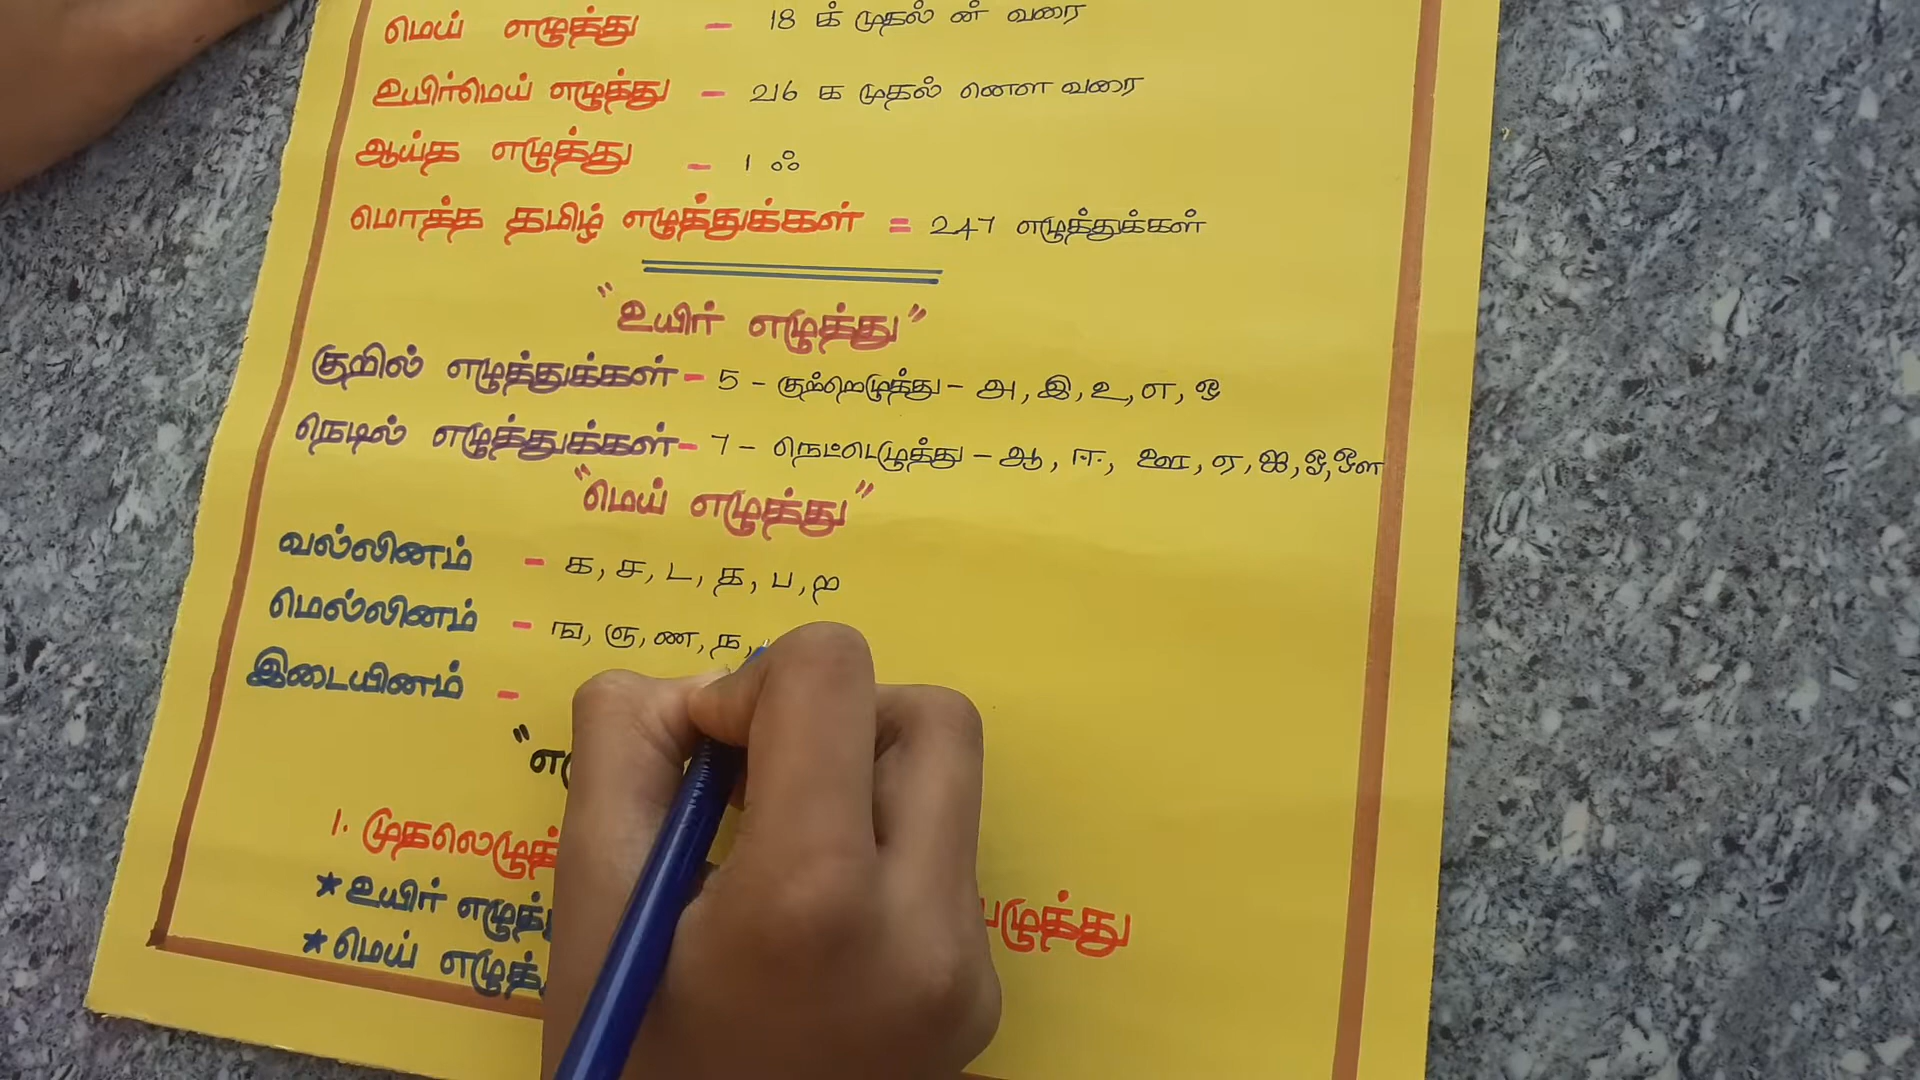 மெய் எழுத்து - 18 க் முதல் ன் வரை
உயிர்மெய் எழுத்து - 216 க முதல் னௌ வரை
ஆய்த எழுத்து - 1 ஃ
மொத்த தமிழ் எழுத்துக்கள் = 247 எழுத்துக்கள்
"உயிர் எழுத்து"
குறில் எழுத்துக்கள் - 5 - குற்றெழுத்து - அ, இ, உ, எ, ஒ
நெடில் எழுத்துக்கள் - 7 - நெட்டெழுத்து - ஆ, ஈ, ஊ, ஏ, ஐ, ஓ, ஔ
"மெய் எழுத்து"
வல்லினம் - க, ச, ட, த, ப, ற
மெல்லினம் - ங, ஞ, ண, ந,
இடையினம் -
1. முதலெழுத்
★ உயிர் எழுத்து
★ மெய் எழுத்